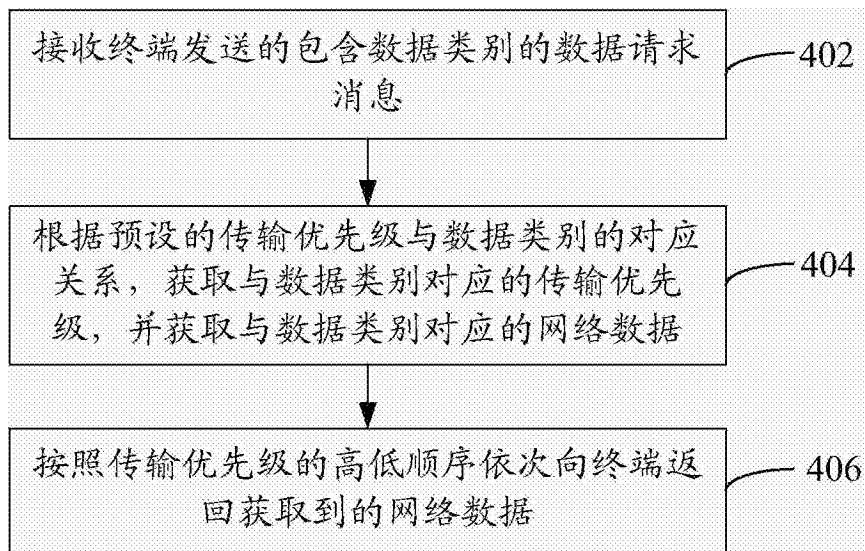 接收终端发送的包含数据类别的数据请求
消息
402
根据预设的传输优先级与数据类别的对应
关系，获取与数据类别对应的传输优先
级，并获取与数据类别对应的网络数据
404
按照传输优先级的高低顺序依次向终端返
回获取到的网络数据
406